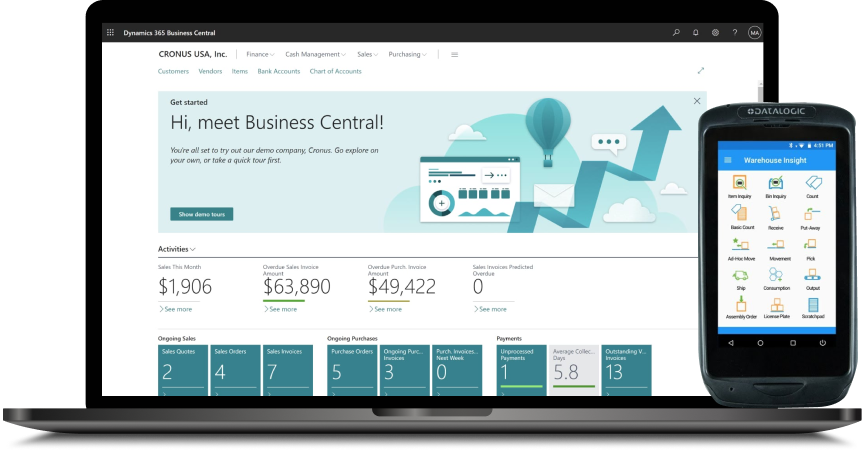 Dynamics 365 Business Central
? MA
CRONUS USA, Inc. Finance Cash Management Sales Purchasing
Customers Vendors Items Bank Accounts Chart of Accounts
Get started
Hi, meet Business Central!
You're all set to try out our demo company, Cronus. Go explore on
your own, or take a quick tour first.
Show demo tours
Activities
Sales This Month
$1,906
See more
Overdue Sales Invoice
Amount
$63,890
See more
Overdue Purch. Invoice
Amount
$49,422
See more
Sales Invoices Predicted
Overdue
0
See more
Ongoing Sales
Sales Quotes
2
Sales Orders
4
Sales Invoices
7
Ongoing Purchases
Purchase Orders
5
Ongoing Purc...
Invoices
3
Purch. Invoices...
Next Week
0
Payments
Unprocessed
Payments
1
Average Collec...
Days
5.8
Outstanding V...
Invoices
13
DATALOGIC
4:51 PM
Warehouse Insight
Item Inquiry Bin Inquiry Count
Basic Count Receive Put-Away
Ad-Hoc Move Movement Pick
Ship Consumption Output
Assembly Order License Plate Scratchpad